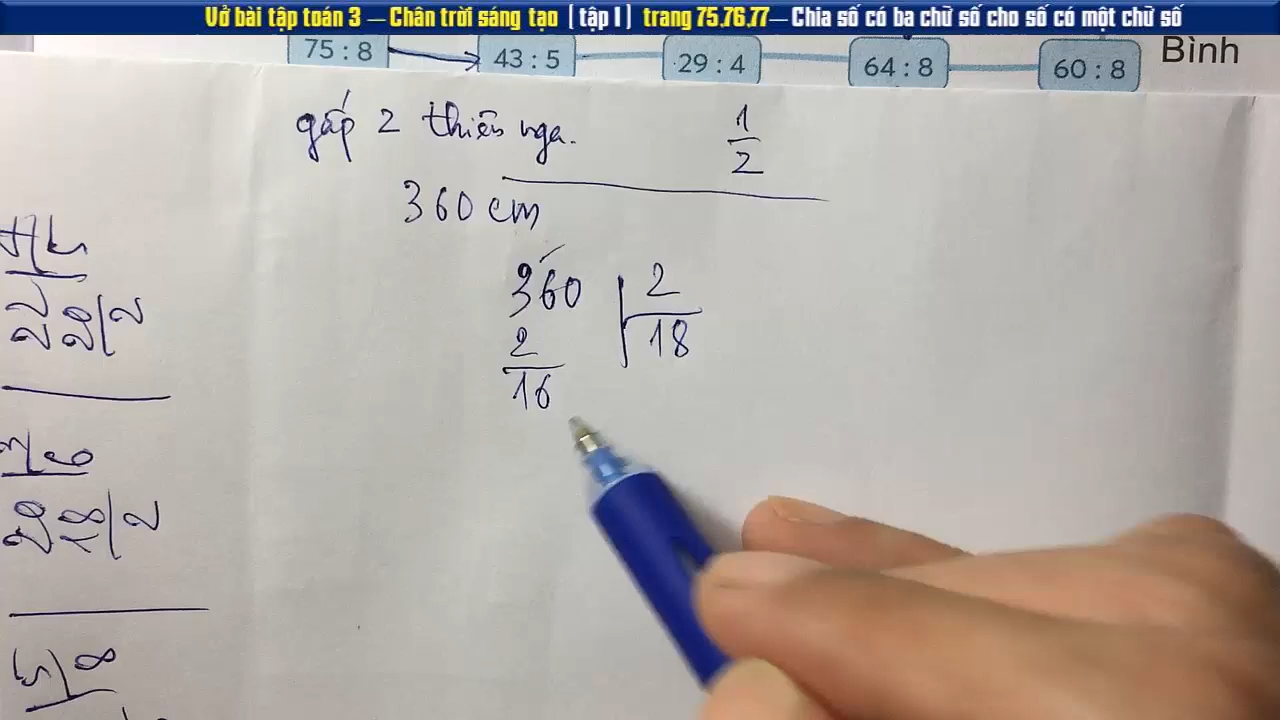 Vở bài tập toán 3 – Chân trời sáng tạo (tập 1) trang 75,76,77– Chia số có ba chữ số cho số có một chữ số
75 : 8 43 : 5 29 : 4 64 : 8 60 : 8 Bình
gấp 2 thiên nga.
1
2
360 cm
360 2
2 18
16